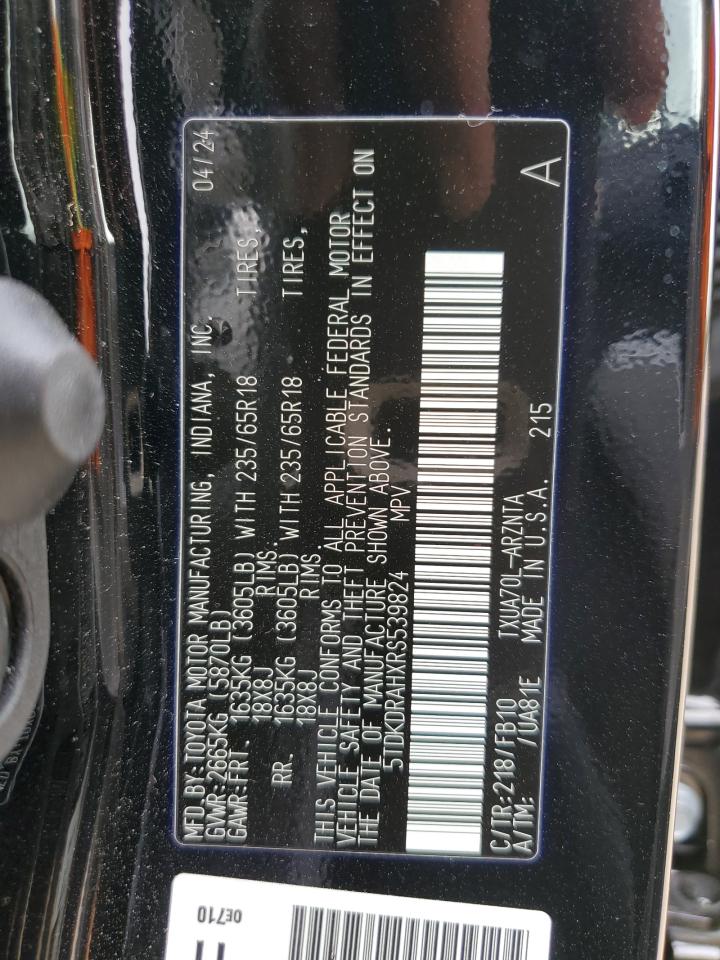 MFD. BY: TOYOTA MOTOR MANUFACTURING, INDIANA, INC. 04/24
GVWR: 2665KG (5870LB)
GAWR: FRT. 1635KG (3605LB) WITH 235/65R18 TIRES,
18X8J RIMS.
RR. 1635KG (3605LB) WITH 235/65R18 TIRES,
18X8J RIMS.
THIS VEHICLE CONFORMS TO ALL APPLICABLE FEDERAL MOTOR
VEHICLE SAFETY AND THEFT PREVENTION STANDARDS IN EFFECT ON
THE DATE OF MANUFACTURE SHOWN ABOVE.
5TDKDRAHXRS539824 MPV
C/TR: 218/FB10 TXUA70L-ARZNTA
A/TM: /UA81E MADE IN U.S.A. 215 A
0E710